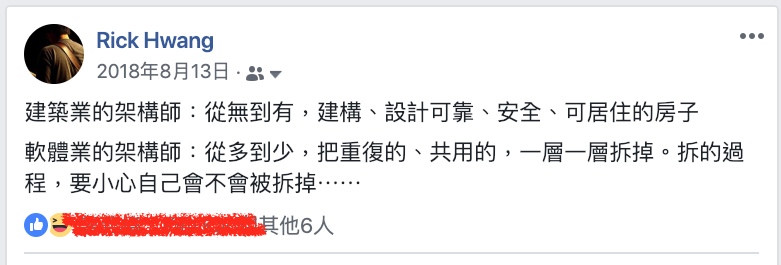 Rick Hwang
2018年8月13日 ·
建築業的架構師：從無到有，建構、設計可靠、安全、可居住的房子
軟體業的架構師：從多到少，把重復的、共用的，一層一層拆掉。拆的過
程，要小心自己會不會被拆掉⋯⋯
其他6人